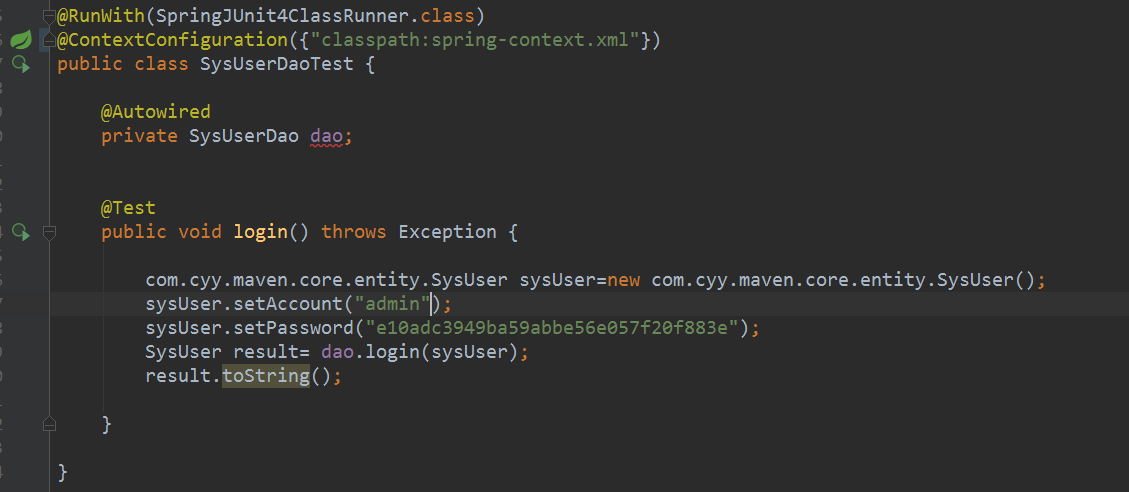 @RunWith(SpringJUnit4ClassRunner.class)
@ContextConfiguration({"classpath:spring-context.xml"})
public class SysUserDaoTest {
@Autowired
private SysUserDao dao;
@Test
public void login() throws Exception {
com.cyy.maven.core.entity.SysUser sysUser=new com.cyy.maven.core.entity.SysUser();
sysUser.setAccount("admin");
sysUser.setPassword("e10adc3949ba59abbe56e057f20f883e");
SysUser result= dao.login(sysUser);
result.toString();
}
}